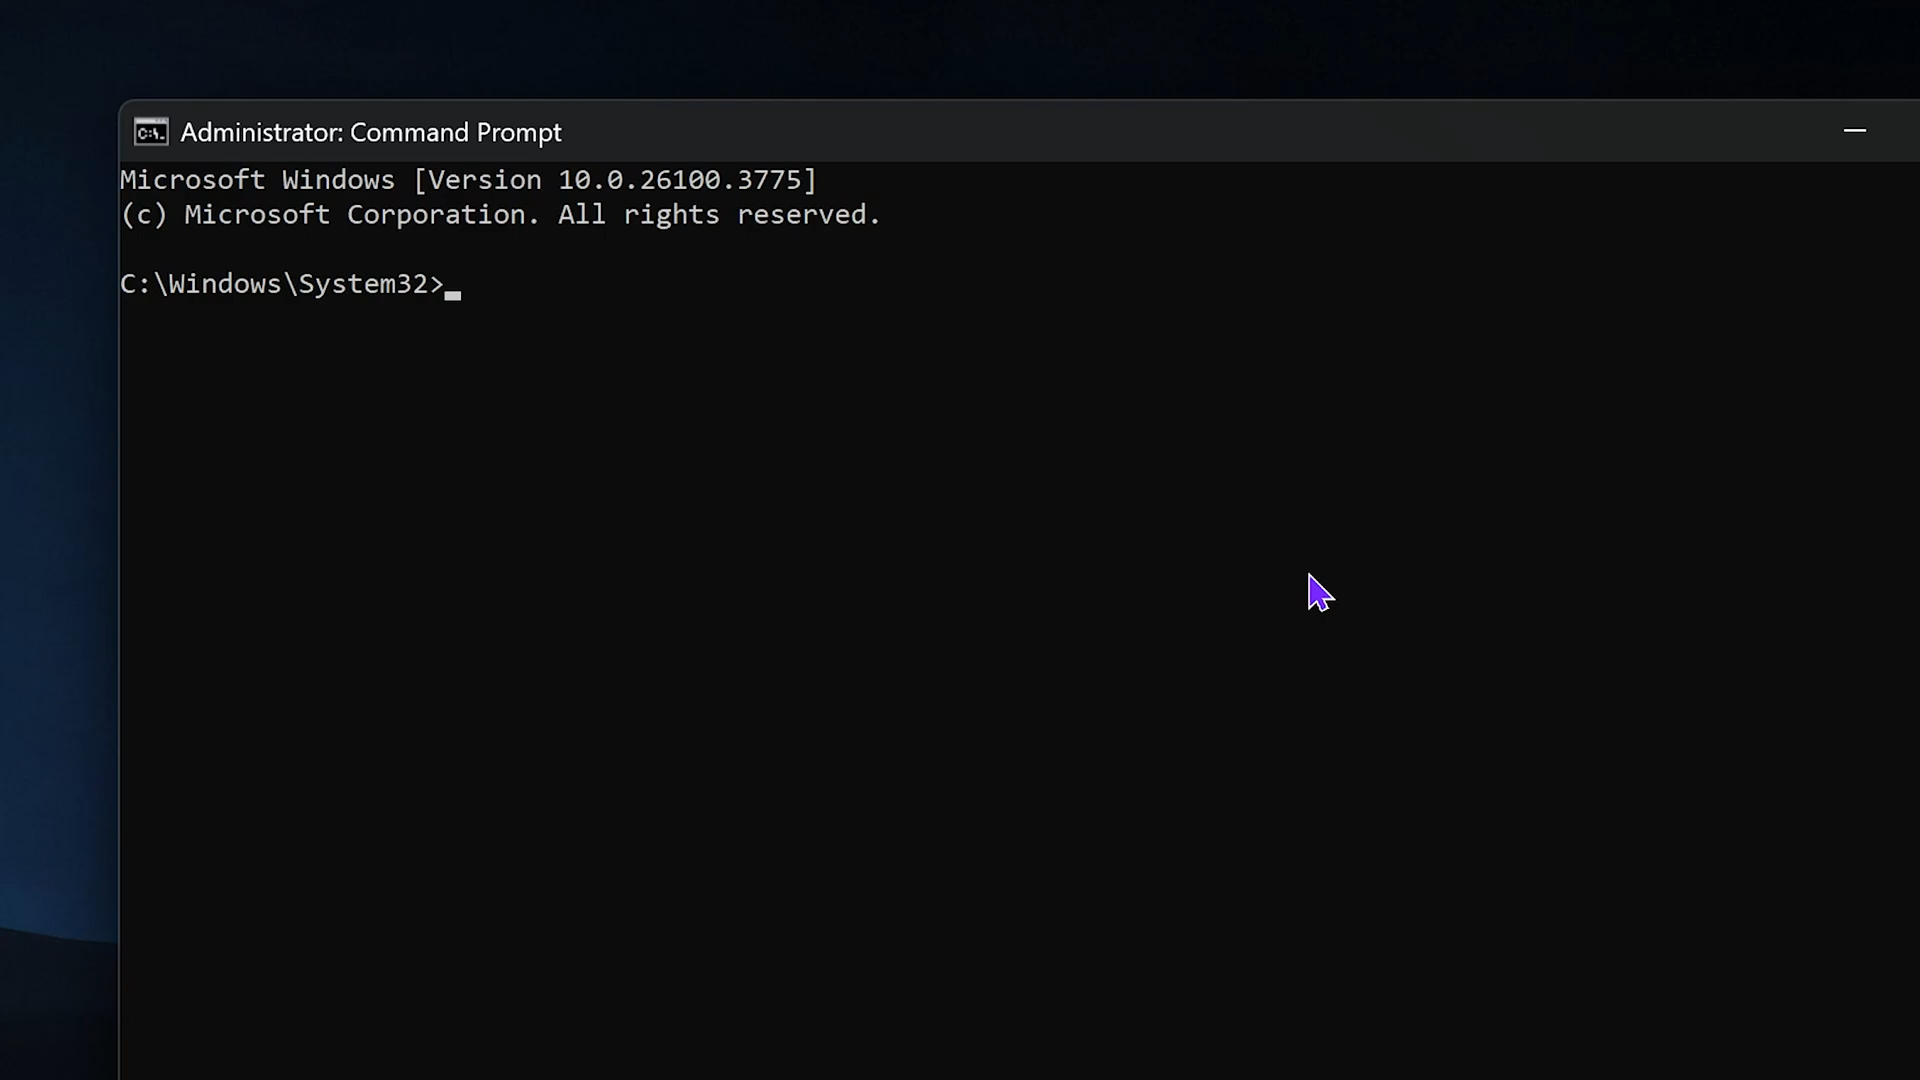 Administrator: Command Prompt
Microsoft Windows [Version 10.0.26100.3775]
(c) Microsoft Corporation. All rights reserved.
C:\Windows\System32>